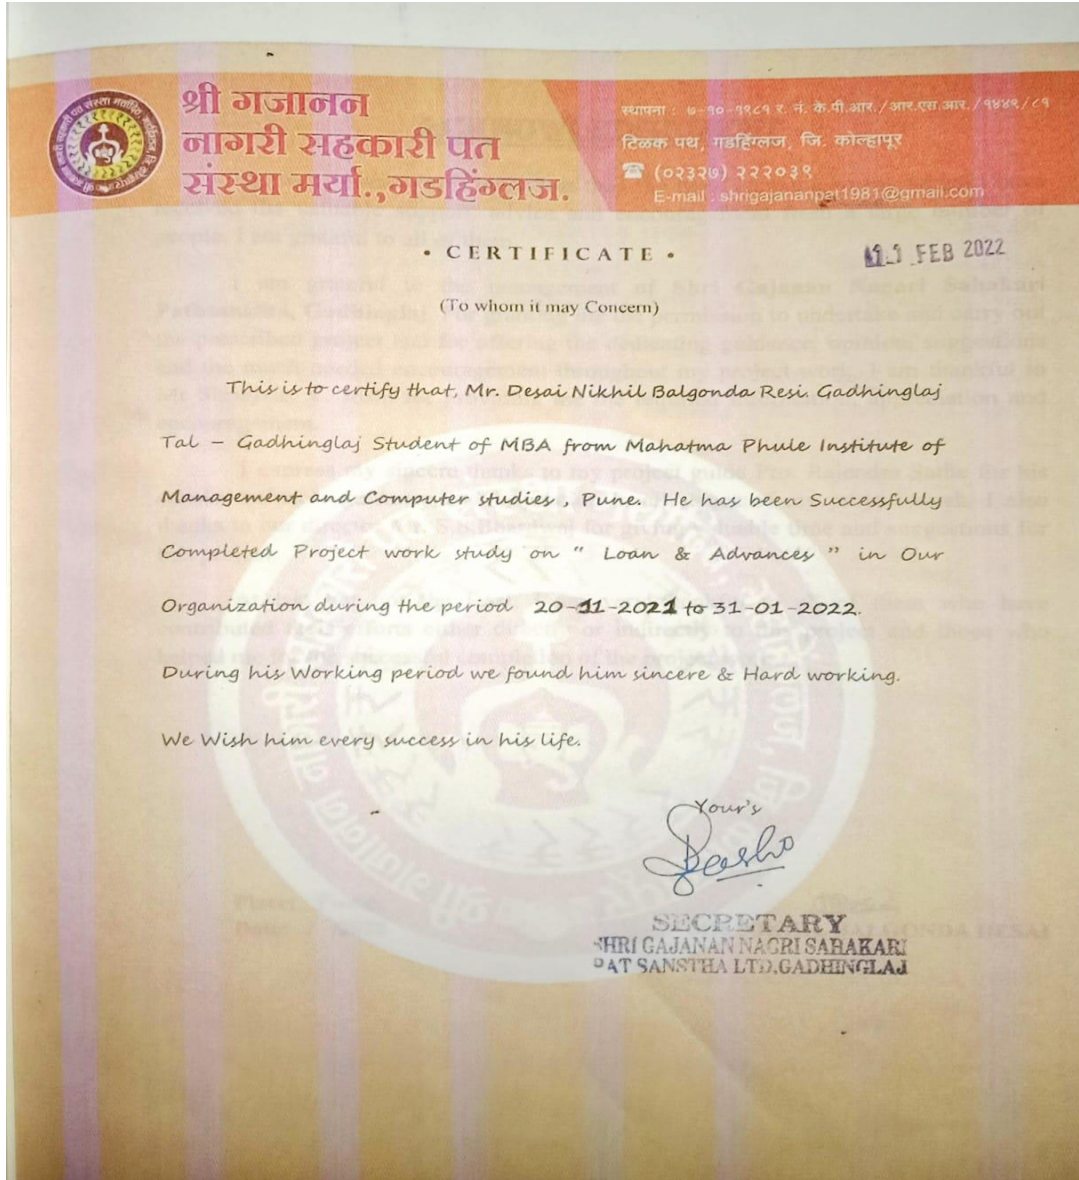 श्री गजानन
नागरी सहकारी पत
संस्था मर्या.,गडहिंग्लज.
स्थापना : ७-१०-१९८१ र. नं. के.पी.आर./आर.एस.आर./१४४९/८१
टिळक पथ, गडहिंग्लज, जि. कोल्हापूर
☎ (०२३२७) २२२०३९
E-mail : shrigajananpat1981@gmail.com
• CERTIFICATE •
FEB 2022
(To whom it may Concern)
This is to certify that, Mr. Desai Nikhil Balgonda Resi. Gadhinglaj
Tal – Gadhinglaj Student of MBA from Mahatma Phule Institute of
Management and Computer studies , Pune. He has been Successfully
Completed Project work study on “ Loan & Advances ” in Our
Organization during the period 20-11-2021 to 31-01-2022.
During his Working period we found him sincere & Hard working.
We Wish him every success in his life.
Your's
SECRETARY
SHRI GAJANAN NAGRI SAHAKARI
PAT SANSTHA LTD.GADHINGLAJ